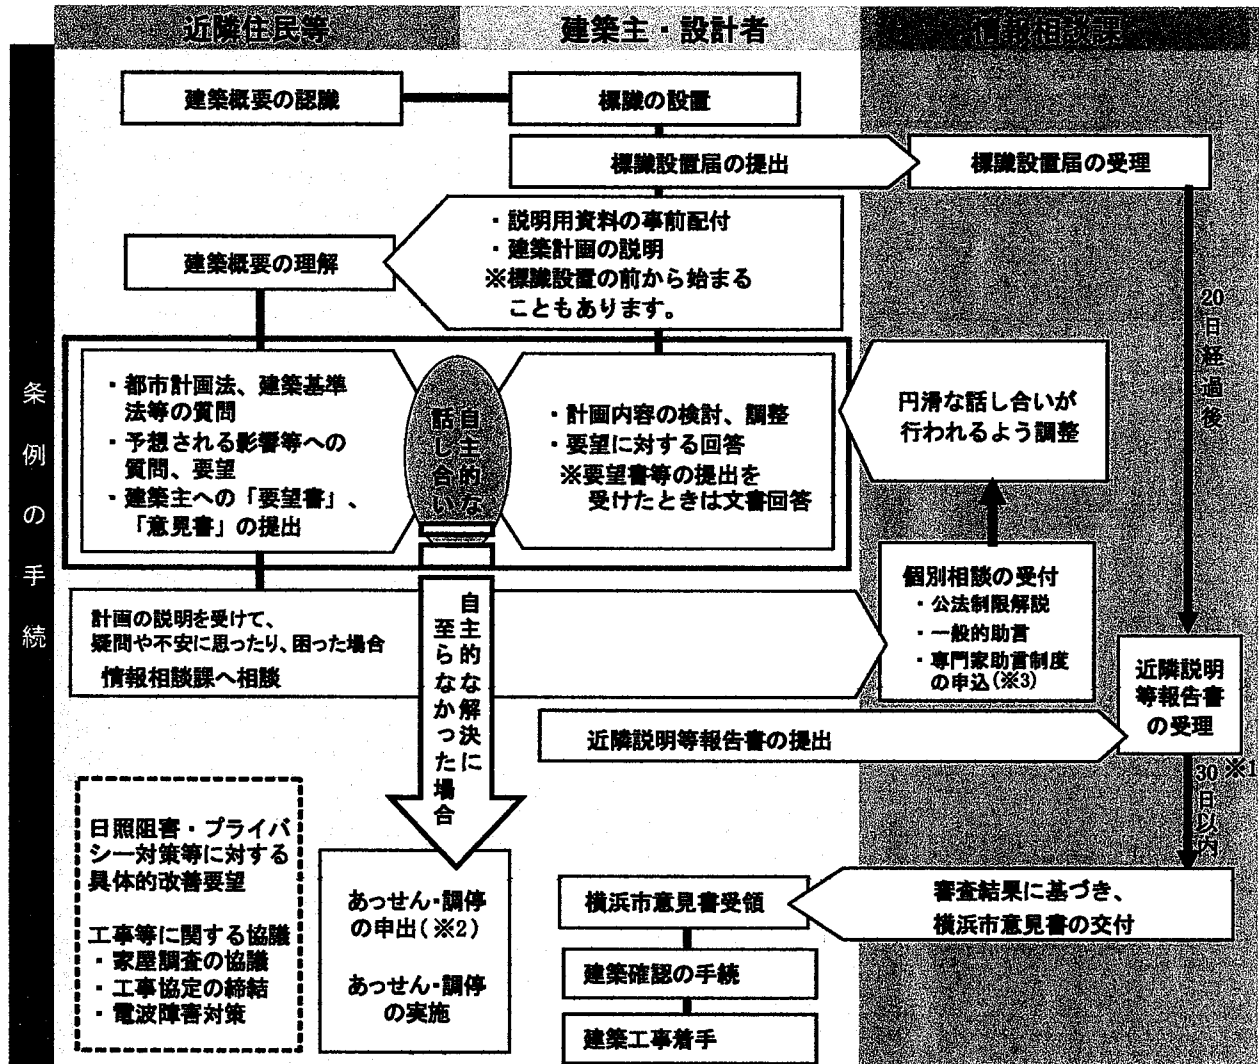 近隣住民等
建築主・設計者
情報相談課
条例の手続
建築概要の認識
標識の設置
標識設置届の提出
標識設置届の受理
・説明用資料の事前配付
・建築計画の説明
※標識設置の前から始まる
こともあります。
建築概要の理解
20日経過後
・都市計画法、建築基準
法等の質問
・予想される影響等への
質問、要望
・建築主への「要望書」、
「意見書」の提出
自主的な
話し合い
・計画内容の検討、調整
・要望に対する回答
※要望書等の提出を
受けたときは文書回答
円滑な話し合いが
行われるよう調整
計画の説明を受けて、
疑問や不安に思ったり、困った場合
情報相談課へ相談
個別相談の受付
・公法制限解説
・一般的助言
・専門家助言制度
の申込(※3)
自主的な解決に
至らなかった場合
近隣説明等報告書の提出
近隣説明
等報告書
の受理
※1
30日以内
日照阻害・プライバ
シー対策等に対する
具体的改善要望
工事等に関する協議
・家屋調査の協議
・工事協定の締結
・電波障害対策
あっせん・調停
の申出(※2)
あっせん・調停
の実施
審査結果に基づき、
横浜市意見書の交付
横浜市意見書受領
建築確認の手続
建築工事着手